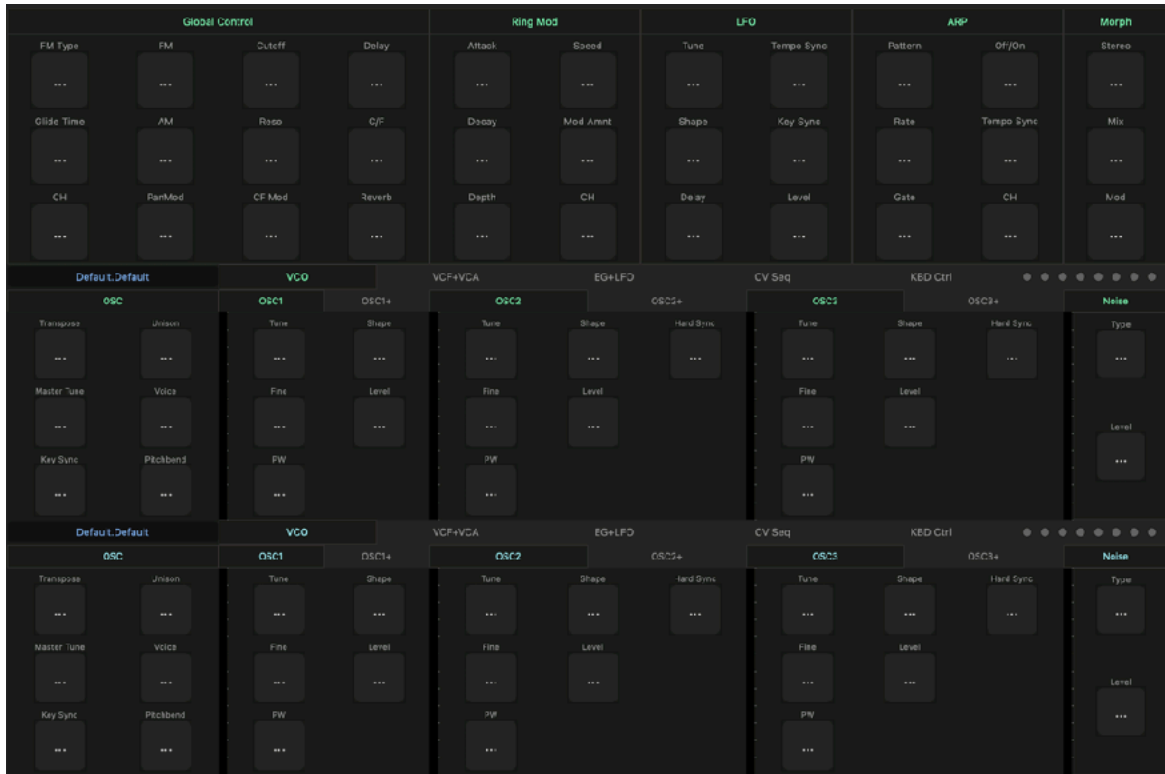 Global Control Ring Mod LFO ARP Morph
FM Type FM Cutoff Delay Attack Speed Tune Tempo Sync Pattern Off/On Stereo
--- --- --- --- --- --- --- --- --- --- ---
Glide Time AM Reso C/F Decay Mod Amnt Shape Key Sync Rate Tempo Sync Mix
--- --- --- --- --- --- --- --- --- --- ---
CH PanMod CF Mod Reverb Depth CH Delay Level Gate CH Mod
--- --- --- --- --- --- --- --- --- --- ---
Default.Default VCO VCF+VCA EG+LFO CV Seq KBD Ctrl
OSC OSC1 OSC1+ OSC2 OSC2+ OSC3 OSC3+ Noise
Transpose Unison Tune Shape Tune Shape Hard Sync Tune Shape Hard Sync Type
--- --- --- --- --- --- --- --- --- --- ---
Master Tune Voice Fine Level Fine Level Fine Level
--- --- --- --- --- --- --- ---
Level
Key Sync Pitchbend PW PW PW
--- --- --- --- --- ---
Default.Default VCO VCF+VCA EG+LFO CV Seq KBD Ctrl
OSC OSC1 OSC1+ OSC2 OSC2+ OSC3 OSC3+ Noise
Transpose Unison Tune Shape Tune Shape Hard Sync Tune Shape Hard Sync Type
--- --- --- --- --- --- --- --- --- --- ---
Master Tune Voice Fine Level Fine Level Fine Level
--- --- --- --- --- --- --- ---
Level
Key Sync Pitchbend PW PW PW
--- --- --- --- --- ---